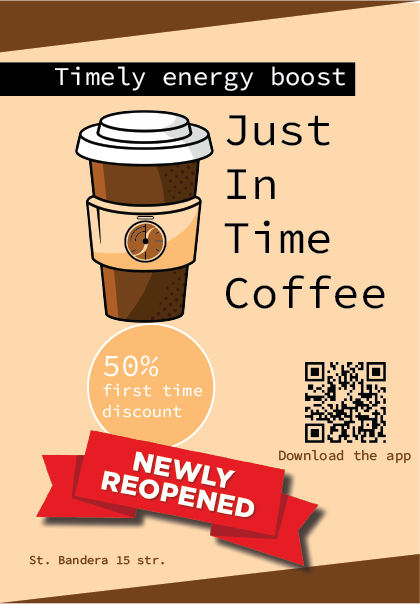 Timely energy boost
Just
In
Time
Coffee
50%
first time
discount
Download the app
NEWLY
REOPENED
St. Bandera 15 str.